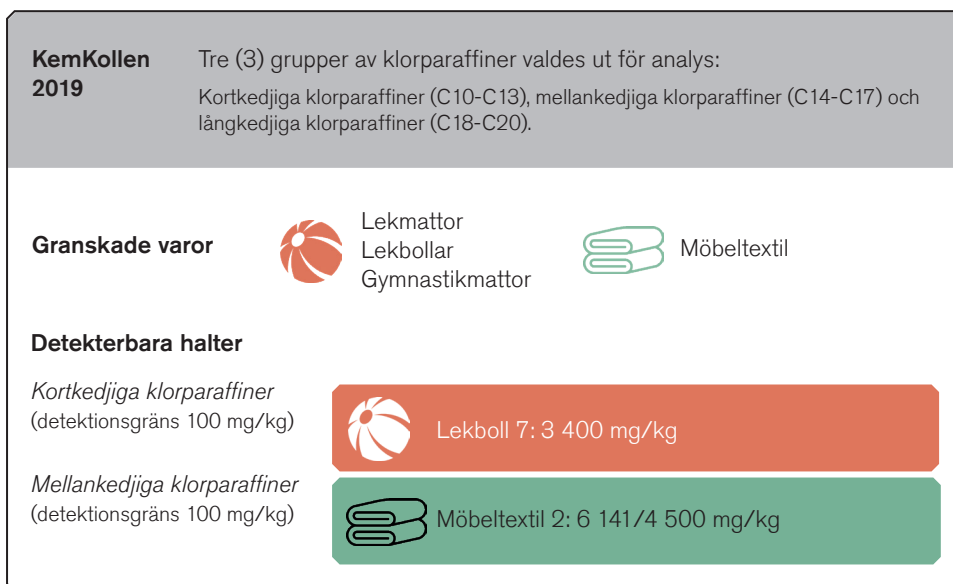 KemKollen
2019
Tre (3) grupper av klorparaffiner valdes ut för analys:
Kortkedjiga klorparaffiner (C10-C13), mellankedjiga klorparaffiner (C14-C17) och
långkedjiga klorparaffiner (C18-C20).
Granskade varor
Lekmattor
Lekbollar
Gymnastikmattor
Möbeltextil
Detekterbara halter
Kortkedjiga klorparaffiner
(detektionsgräns 100 mg/kg)
Lekboll 7: 3 400 mg/kg
Mellankedjiga klorparaffiner
(detektionsgräns 100 mg/kg)
Möbeltextil 2: 6 141/4 500 mg/kg